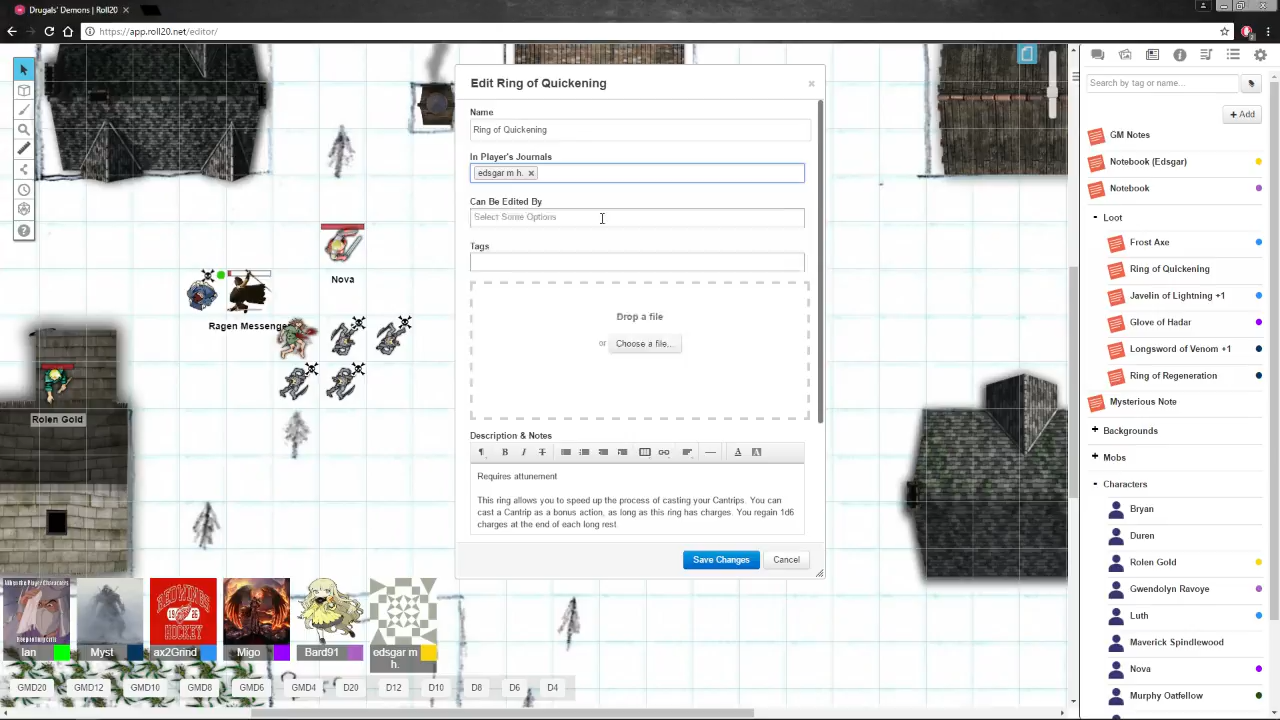 Drugals' Demons | Roll20
https://app.roll20.net/editor/
Edit Ring of Quickening
Name
Ring of Quickening
In Player's Journals
edsgar m h.
Can Be Edited By
Select Some Options
Tags
Drop a file
or Choose a file...
Description & Notes
Requires attunement
This ring allows you to speed up the process of casting your Cantrips. You can
cast a Cantrip as a bonus action, as long as this ring has charges. You regain 1d6
charges at the end of each long rest.
Save Changes
Cancel
Nova
Ragen Messenge
Rolen Gold
REDWINGS
19 26
HOCKEY
Ian
Myst
ax2Grind
Migo
Bard91
edsgar m
h.
GMD20
GMD12
GMD10
GMD8
GMD6
GMD4
D20
D12
D10
D8
D6
D4
Search by tag or name...
+ Add
GM Notes
Notebook (Edsgar)
Notebook
- Loot
Frost Axe
Ring of Quickening
Javelin of Lightning +1
Glove of Hadar
Longsword of Venom +1
Ring of Regeneration
Mysterious Note
+ Backgrounds
+ Mobs
- Characters
Bryan
Duren
Rolen Gold
Gwendolyn Ravoye
Luth
Maverick Spindlewood
Nova
Murphy Oatfellow